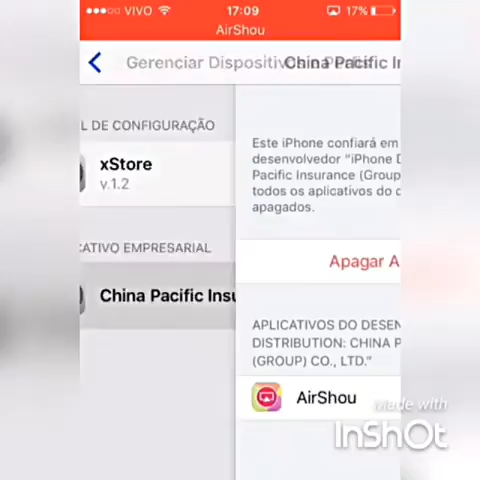 VIVO 17:09 17%
AirShou
Gerenciar Dispositiv China Pacific In
L DE CONFIGURAÇÃO
xStore
v.1.2
ATIVO EMPRESARIAL
China Pacific Insu
Este iPhone confiará em
desenvolvedor "iPhone D
Pacific Insurance (Group
todos os aplicativos do d
apagados.
Apagar A
APLICATIVOS DO DESEN
DISTRIBUTION: CHINA P
(GROUP) CO., LTD."
AirShou
Made with
InShOt